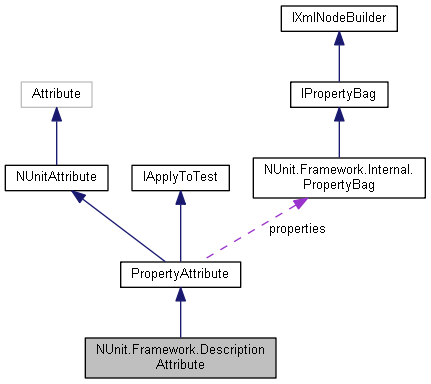 IXmlNodeBuilder
Attribute
IPropertyBag
NUnitAttribute
IApplyToTest
NUnit.Framework.Internal.
PropertyBag
properties
PropertyAttribute
NUnit.Framework.Description
Attribute